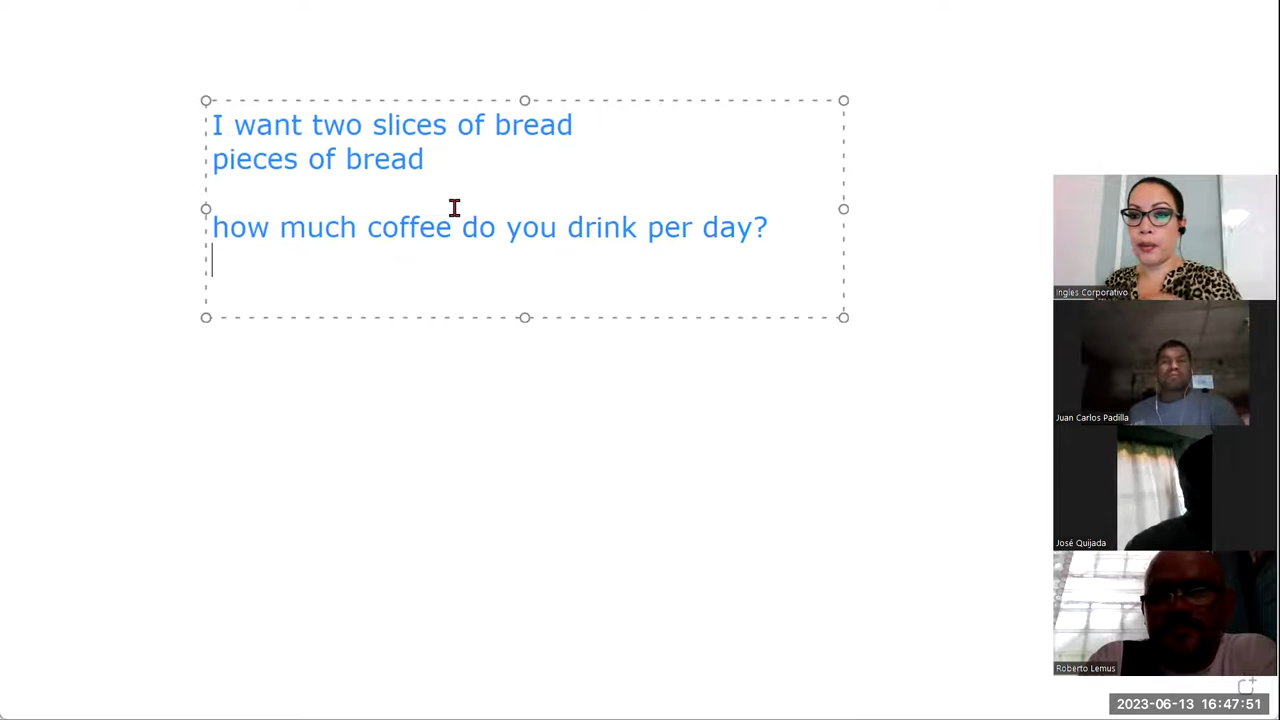 I want two slices of bread
pieces of bread
how much coffee do you drink per day?
Ingles Corporativo
Juan Carlos Padilla
José Quijada
Roberto Lemus
2023-06-13 16:47:51